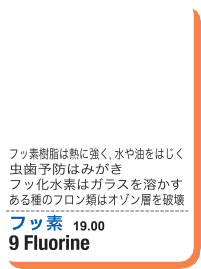 フッ素樹脂は熱に強く, 水や油をはじく
虫歯予防はみがき
フッ化水素はガラスを溶かす
ある種のフロン類はオゾン層を破壊
フッ素 19.00
9 Fluorine